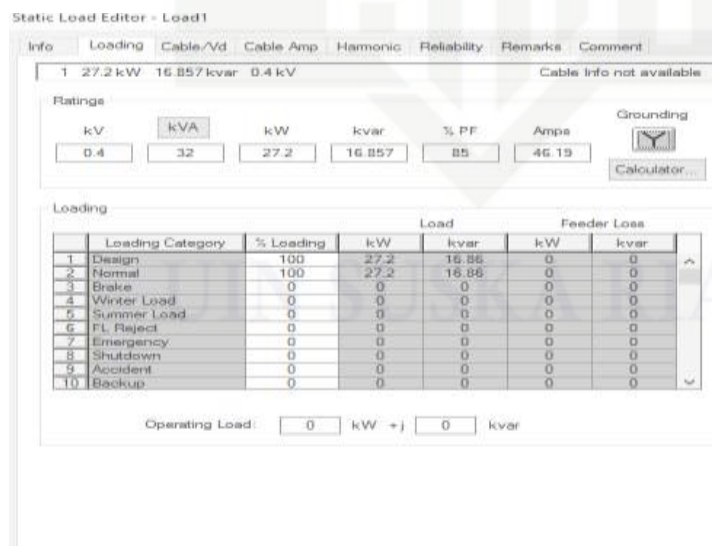 Static Load Editor - Load1
Info Loading Cable/Vd Cable Amp Harmonic Reliability Remarks Comment
1 27.2 kW 16.857 kvar 0.4 kV Cable Info not available
Ratings
kV kVA kW kvar % PF Amps Grounding
0.4 32 27.2 16.857 85 46.19
Calculator...
Loading
Load Feeder Loss
Loading Category % Loading kW kvar kW kvar
1 Design 100 27.2 16.86 0 0
2 Normal 100 27.2 16.86 0 0
3 Brake 0 0 0 0 0
4 Winter Load 0 0 0 0 0
5 Summer Load 0 0 0 0 0
6 FL Reject 0 0 0 0 0
7 Emergency 0 0 0 0 0
8 Shutdown 0 0 0 0 0
9 Accident 0 0 0 0 0
10 Backup 0 0 0 0 0
Operating Load: 0 kW +j 0 kvar
UIN SUSKA